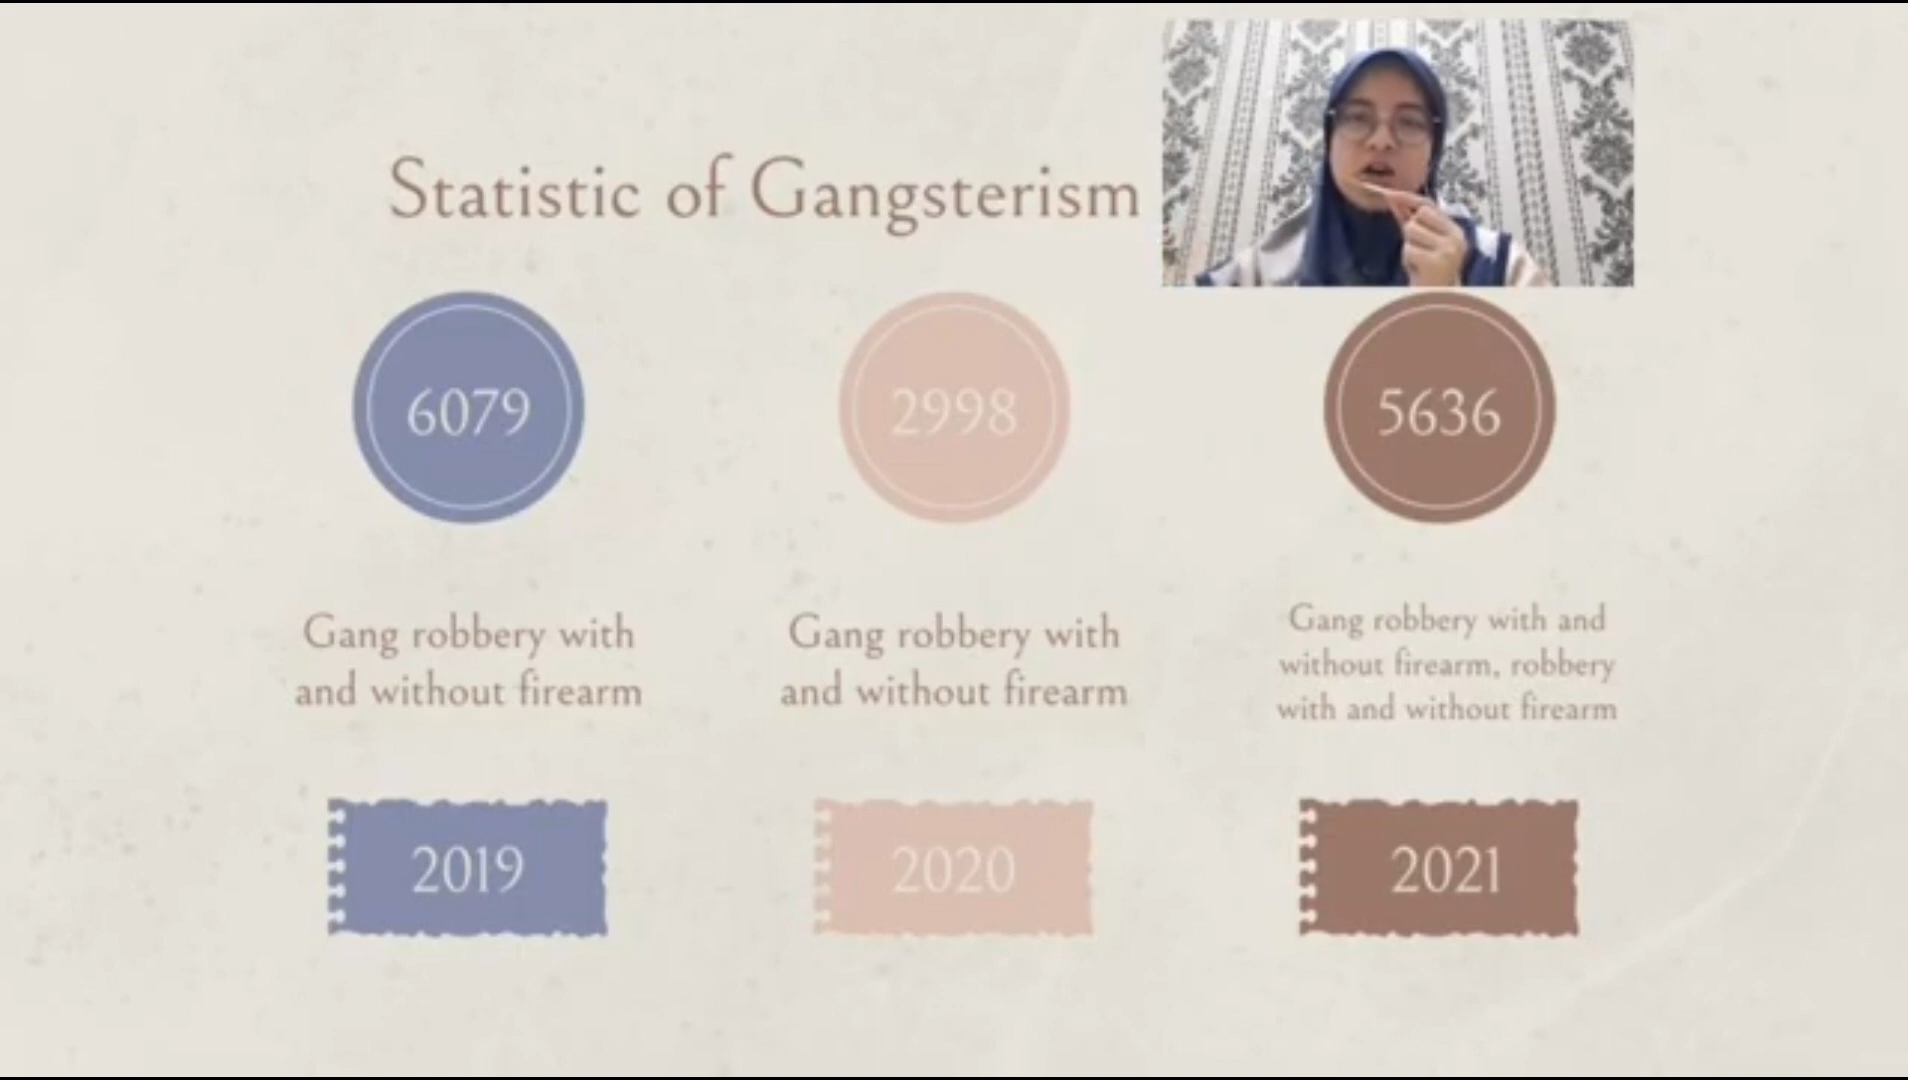 Statistic of Gangsterism
6079
2998
5636
Gang robbery with
and without firearm
Gang robbery with
and without firearm
Gang robbery with and
without firearm, robbery
with and without firearm
2019
2020
2021